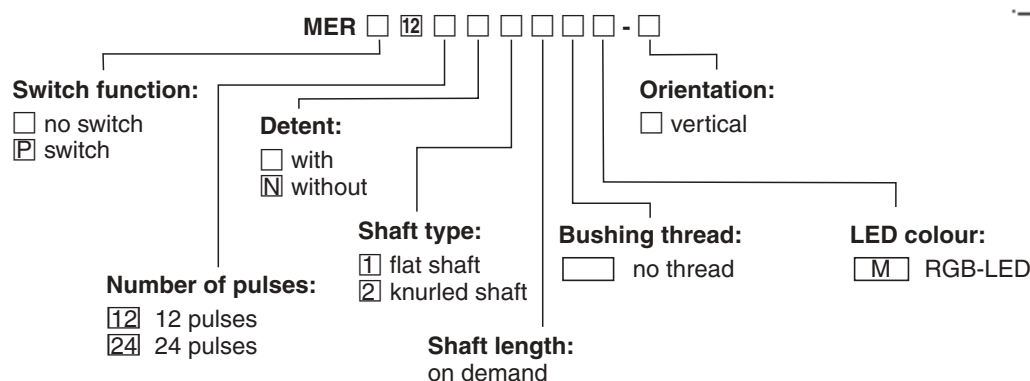 MER 12 -
Switch function:
no switch
P switch
Detent:
with
N without
Orientation:
vertical
Shaft type:
1 flat shaft
2 knurled shaft
Bushing thread:
no thread
LED colour:
M RGB-LED
Number of pulses:
12 12 pulses
24 24 pulses
Shaft length:
on demand